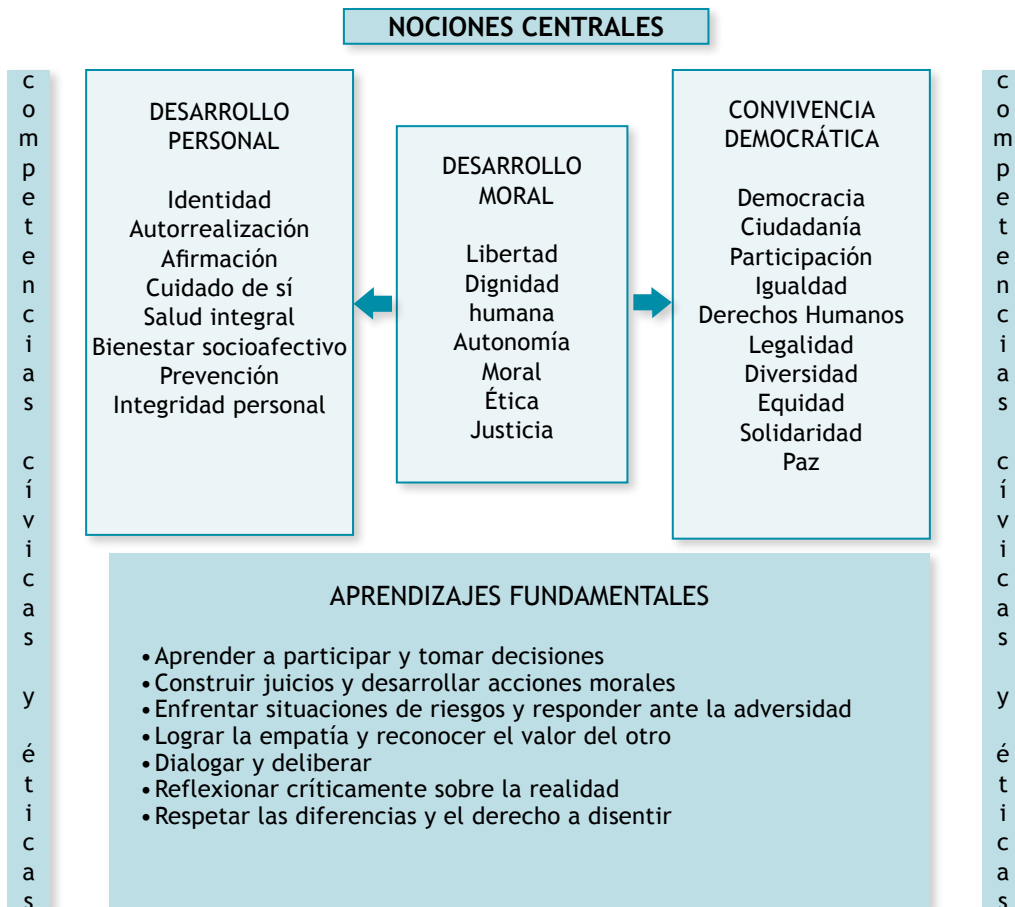 NOCIONES CENTRALES
competencias cívicas y éticas
DESARROLLO
PERSONAL
Identidad
Autorrealización
Afirmación
Cuidado de sí
Salud integral
Bienestar socioafectivo
Prevención
Integridad personal
DESARROLLO
MORAL
Libertad
Dignidad
humana
Autonomía
Moral
Ética
Justicia
CONVIVENCIA
DEMOCRÁTICA
Democracia
Ciudadanía
Participación
Igualdad
Derechos Humanos
Legalidad
Diversidad
Equidad
Solidaridad
Paz
competencias cívicas y éticas
APRENDIZAJES FUNDAMENTALES
•Aprender a participar y tomar decisiones
•Construir juicios y desarrollar acciones morales
•Enfrentar situaciones de riesgos y responder ante la adversidad
•Lograr la empatía y reconocer el valor del otro
•Dialogar y deliberar
•Reflexionar críticamente sobre la realidad
•Respetar las diferencias y el derecho a disentir